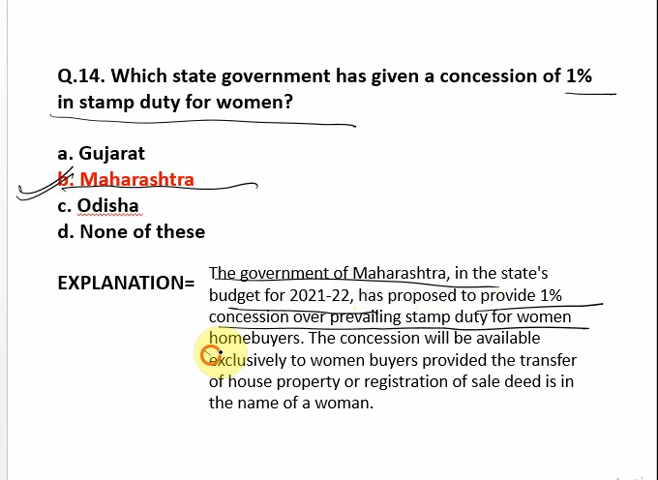 Q.14. Which state government has given a concession of 1%
in stamp duty for women?
a. Gujarat
b. Maharashtra
c. Odisha
d. None of these
EXPLANATION=
The government of Maharashtra, in the state's
budget for 2021-22, has proposed to provide 1%
concession over prevailing stamp duty for women
homebuyers. The concession will be available
exclusively to women buyers provided the transfer
of house property or registration of sale deed is in
the name of a woman.